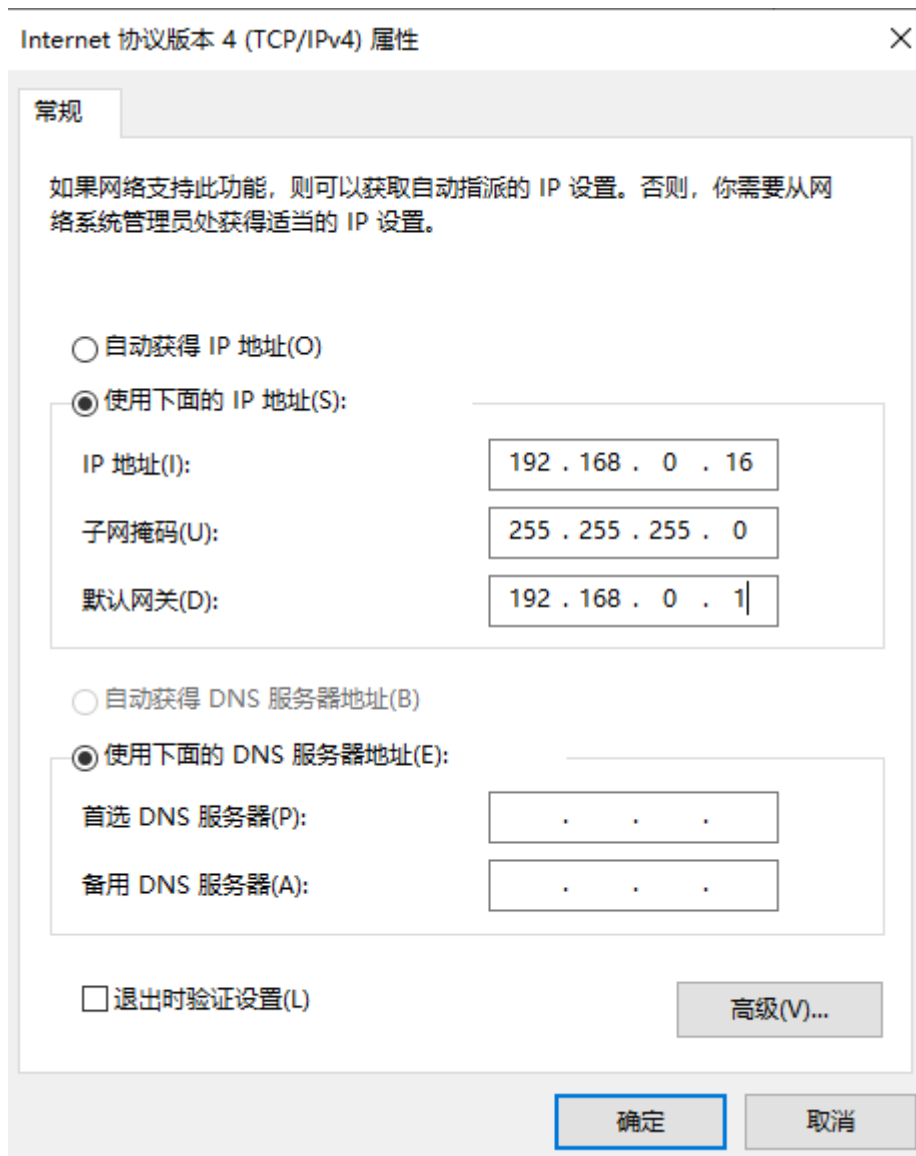 Internet 协议版本 4 (TCP/IPv4) 属性
常规
如果网络支持此功能，则可以获取自动指派的 IP 设置。否则，你需要从网
络系统管理员处获得适当的 IP 设置。
自动获得 IP 地址(O)
使用下面的 IP 地址(S):
IP 地址(I): 192 . 168 . 0 . 16
子网掩码(U): 255 . 255 . 255 . 0
默认网关(D): 192 . 168 . 0 . 1
自动获得 DNS 服务器地址(B)
使用下面的 DNS 服务器地址(E):
首选 DNS 服务器(P): . . .
备用 DNS 服务器(A): . . .
退出时验证设置(L)
高级(V)...
确定 取消